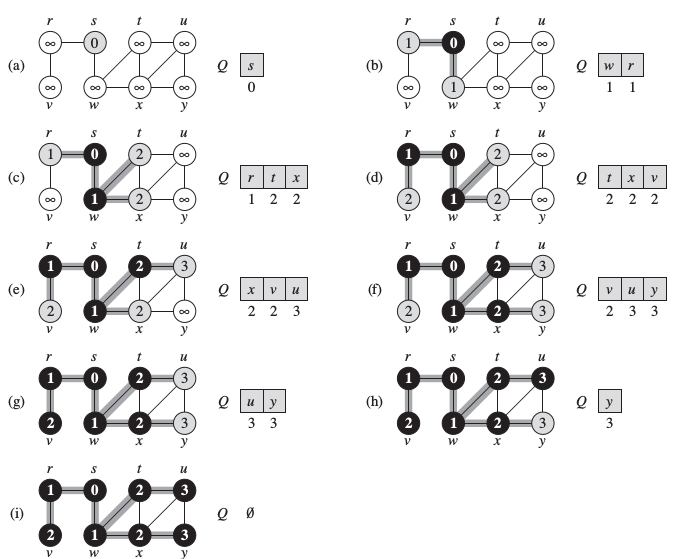 r s t u
∞ 0 ∞ ∞
(a) Q s
∞ ∞ ∞ ∞ 0
v w x y
r s t u
1 0 ∞ ∞
(b) Q w r
∞ 1 ∞ ∞ 1 1
v w x y
r s t u
1 0 2 ∞
(c) Q r t x
∞ 1 2 ∞ 1 2 2
v w x y
r s t u
1 0 2 ∞
(d) Q t x v
2 1 2 ∞ 2 2 2
v w x y
r s t u
1 0 2 3
(e) Q x v u
2 1 2 ∞ 2 2 3
v w x y
r s t u
1 0 2 3
(f) Q v u y
2 1 2 3 2 3 3
v w x y
r s t u
1 0 2 3
(g) Q u y
2 1 2 3 3 3
v w x y
r s t u
1 0 2 3
(h) Q y
2 1 2 3 3
v w x y
r s t u
1 0 2 3
(i) Q Ø
2 1 2 3
v w x y